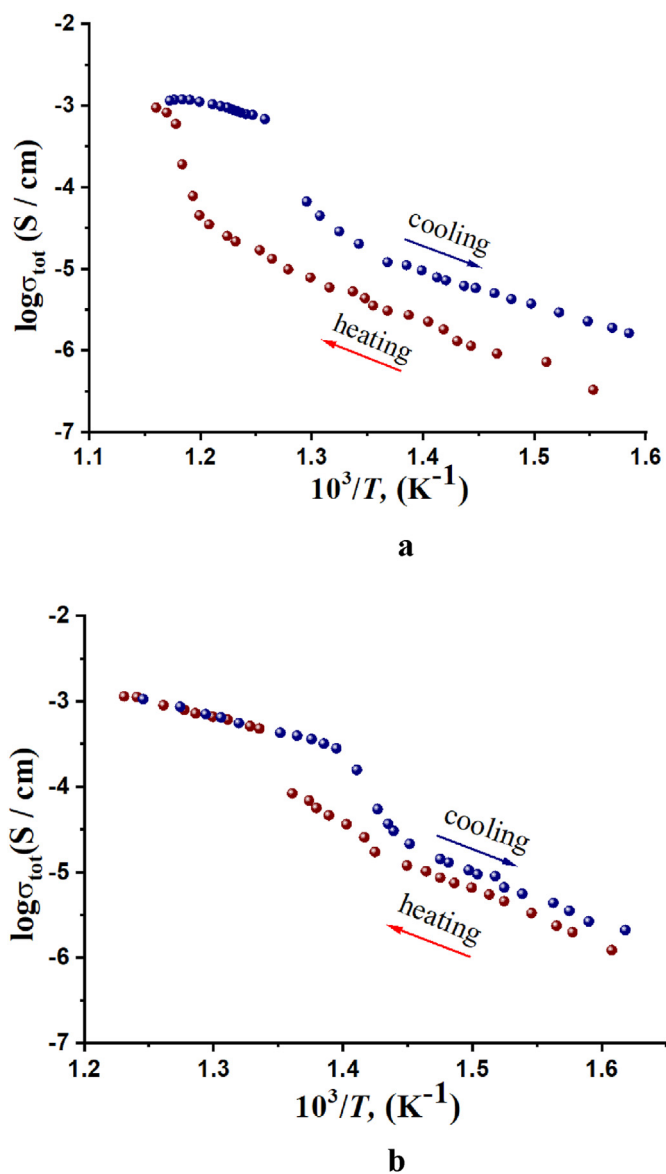 -2
-3
-4
-5
-6
-7
logσtot (S / cm)
cooling
heating
1.1 1.2 1.3 1.4 1.5 1.6
10³/T, (K⁻¹)
a
-2
-3
-4
-5
-6
-7
logσtot(S / cm)
cooling
heating
1.2 1.3 1.4 1.5 1.6
10³/T, (K⁻¹)
b